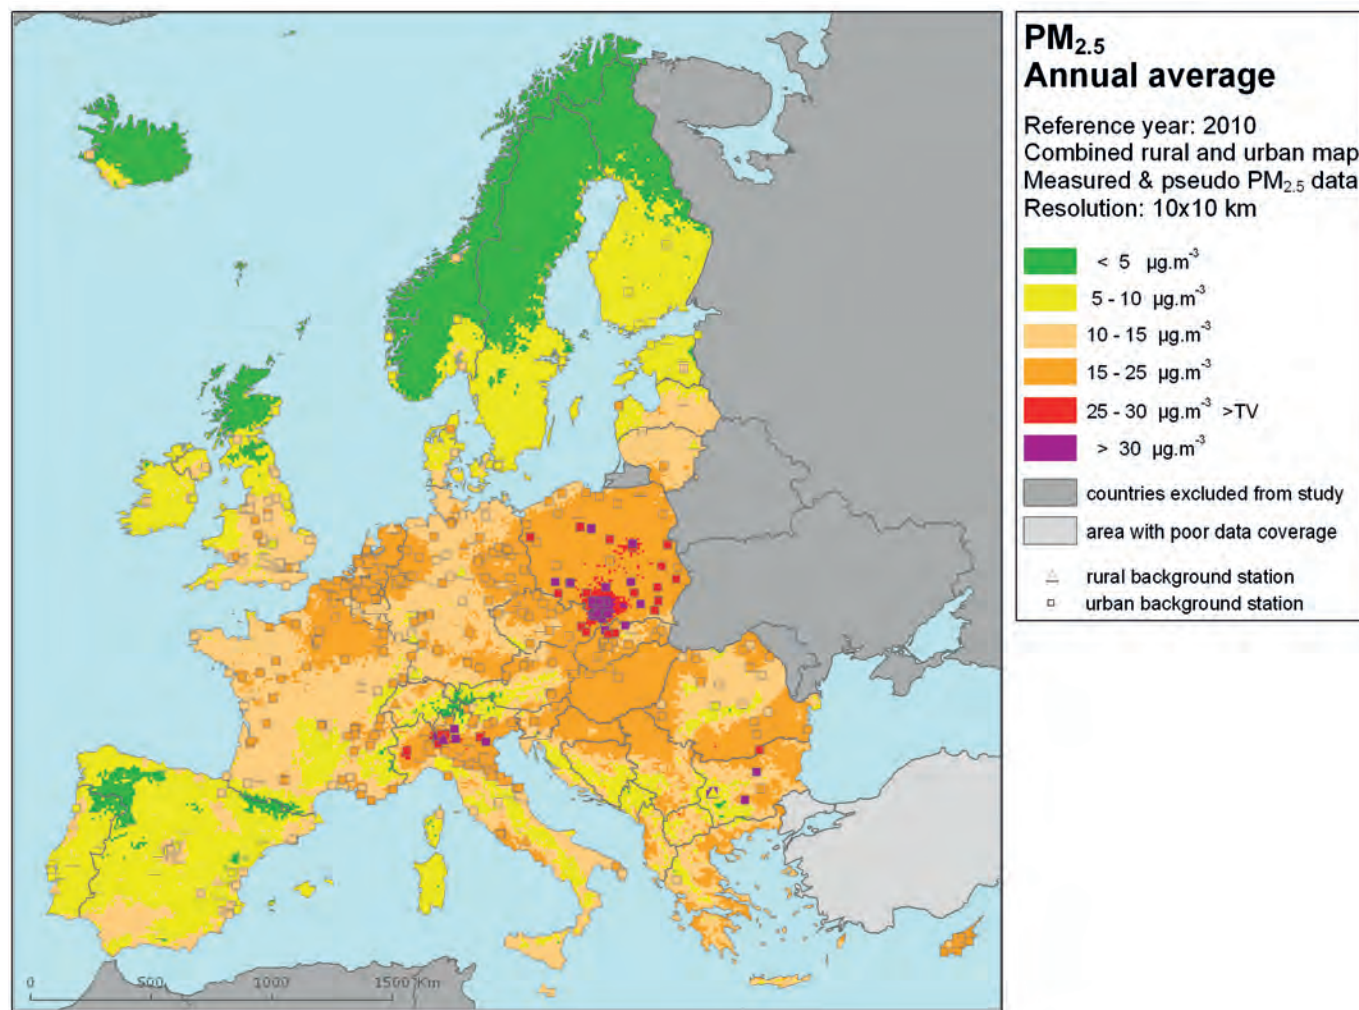 PM₂.₅
Annual average
Reference year: 2010
Combined rural and urban map
Measured & pseudo PM₂.₅ data
Resolution: 10x10 km
< 5 µg.m⁻³
5 - 10 µg.m⁻³
10 - 15 µg.m⁻³
15 - 25 µg.m⁻³
25 - 30 µg.m⁻³ >TV
> 30 µg.m⁻³
countries excluded from study
area with poor data coverage
rural background station
urban background station
0 500 1000 1500 Km